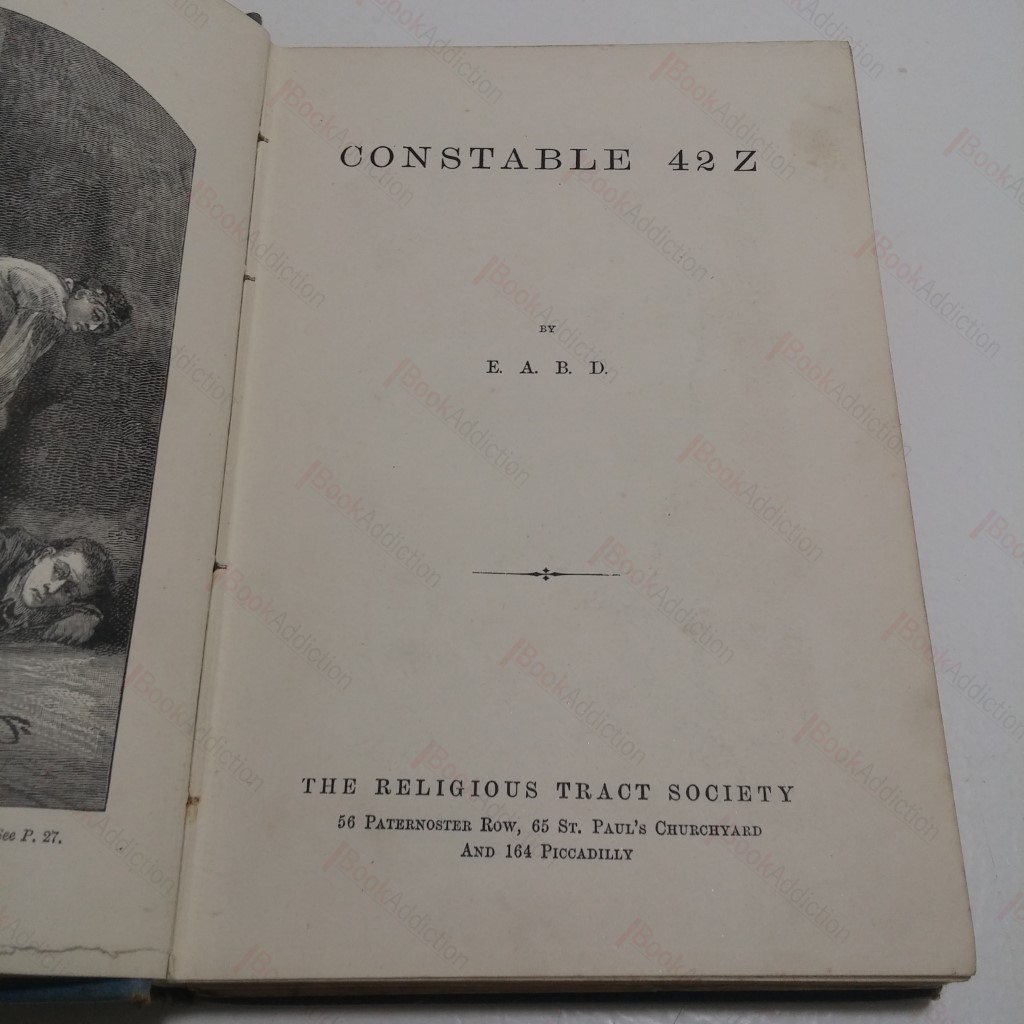 CONSTABLE 42 Z
BY
E. A. B. D.
THE RELIGIOUS TRACT SOCIETY
56 PATERNOSTER ROW, 65 ST. PAUL'S CHURCHYARD
AND 164 PICCADILLY
See P. 27.
BookAddiction